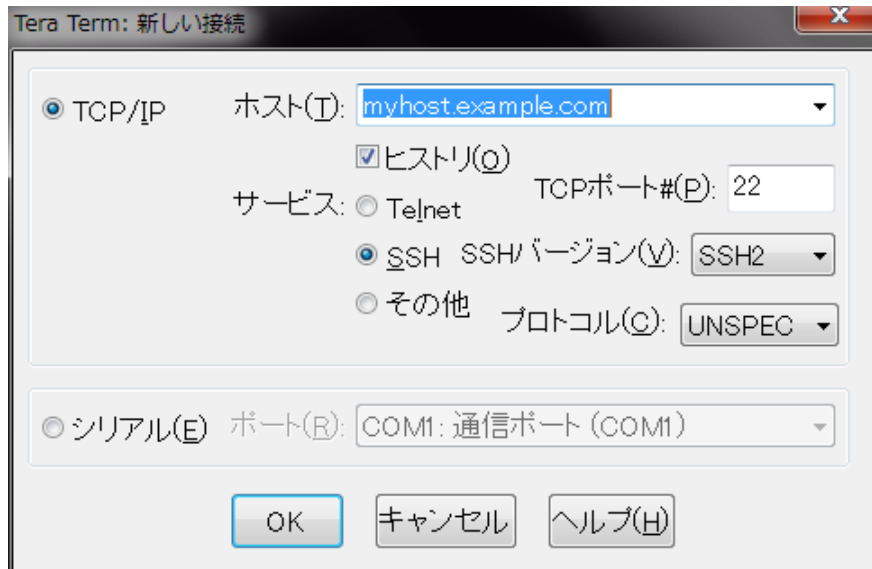 Tera Term: 新しい接続
TCP/IP ホスト(T): myhost.example.com
ヒストリ(O)
サービス: Telnet TCPポート#(P): 22
SSH SSHバージョン(V): SSH2
その他 プロトコル(C): UNSPEC
シリアル(E) ポート(R): COM1: 通信ポート (COM1)
OK キャンセル ヘルプ(H)